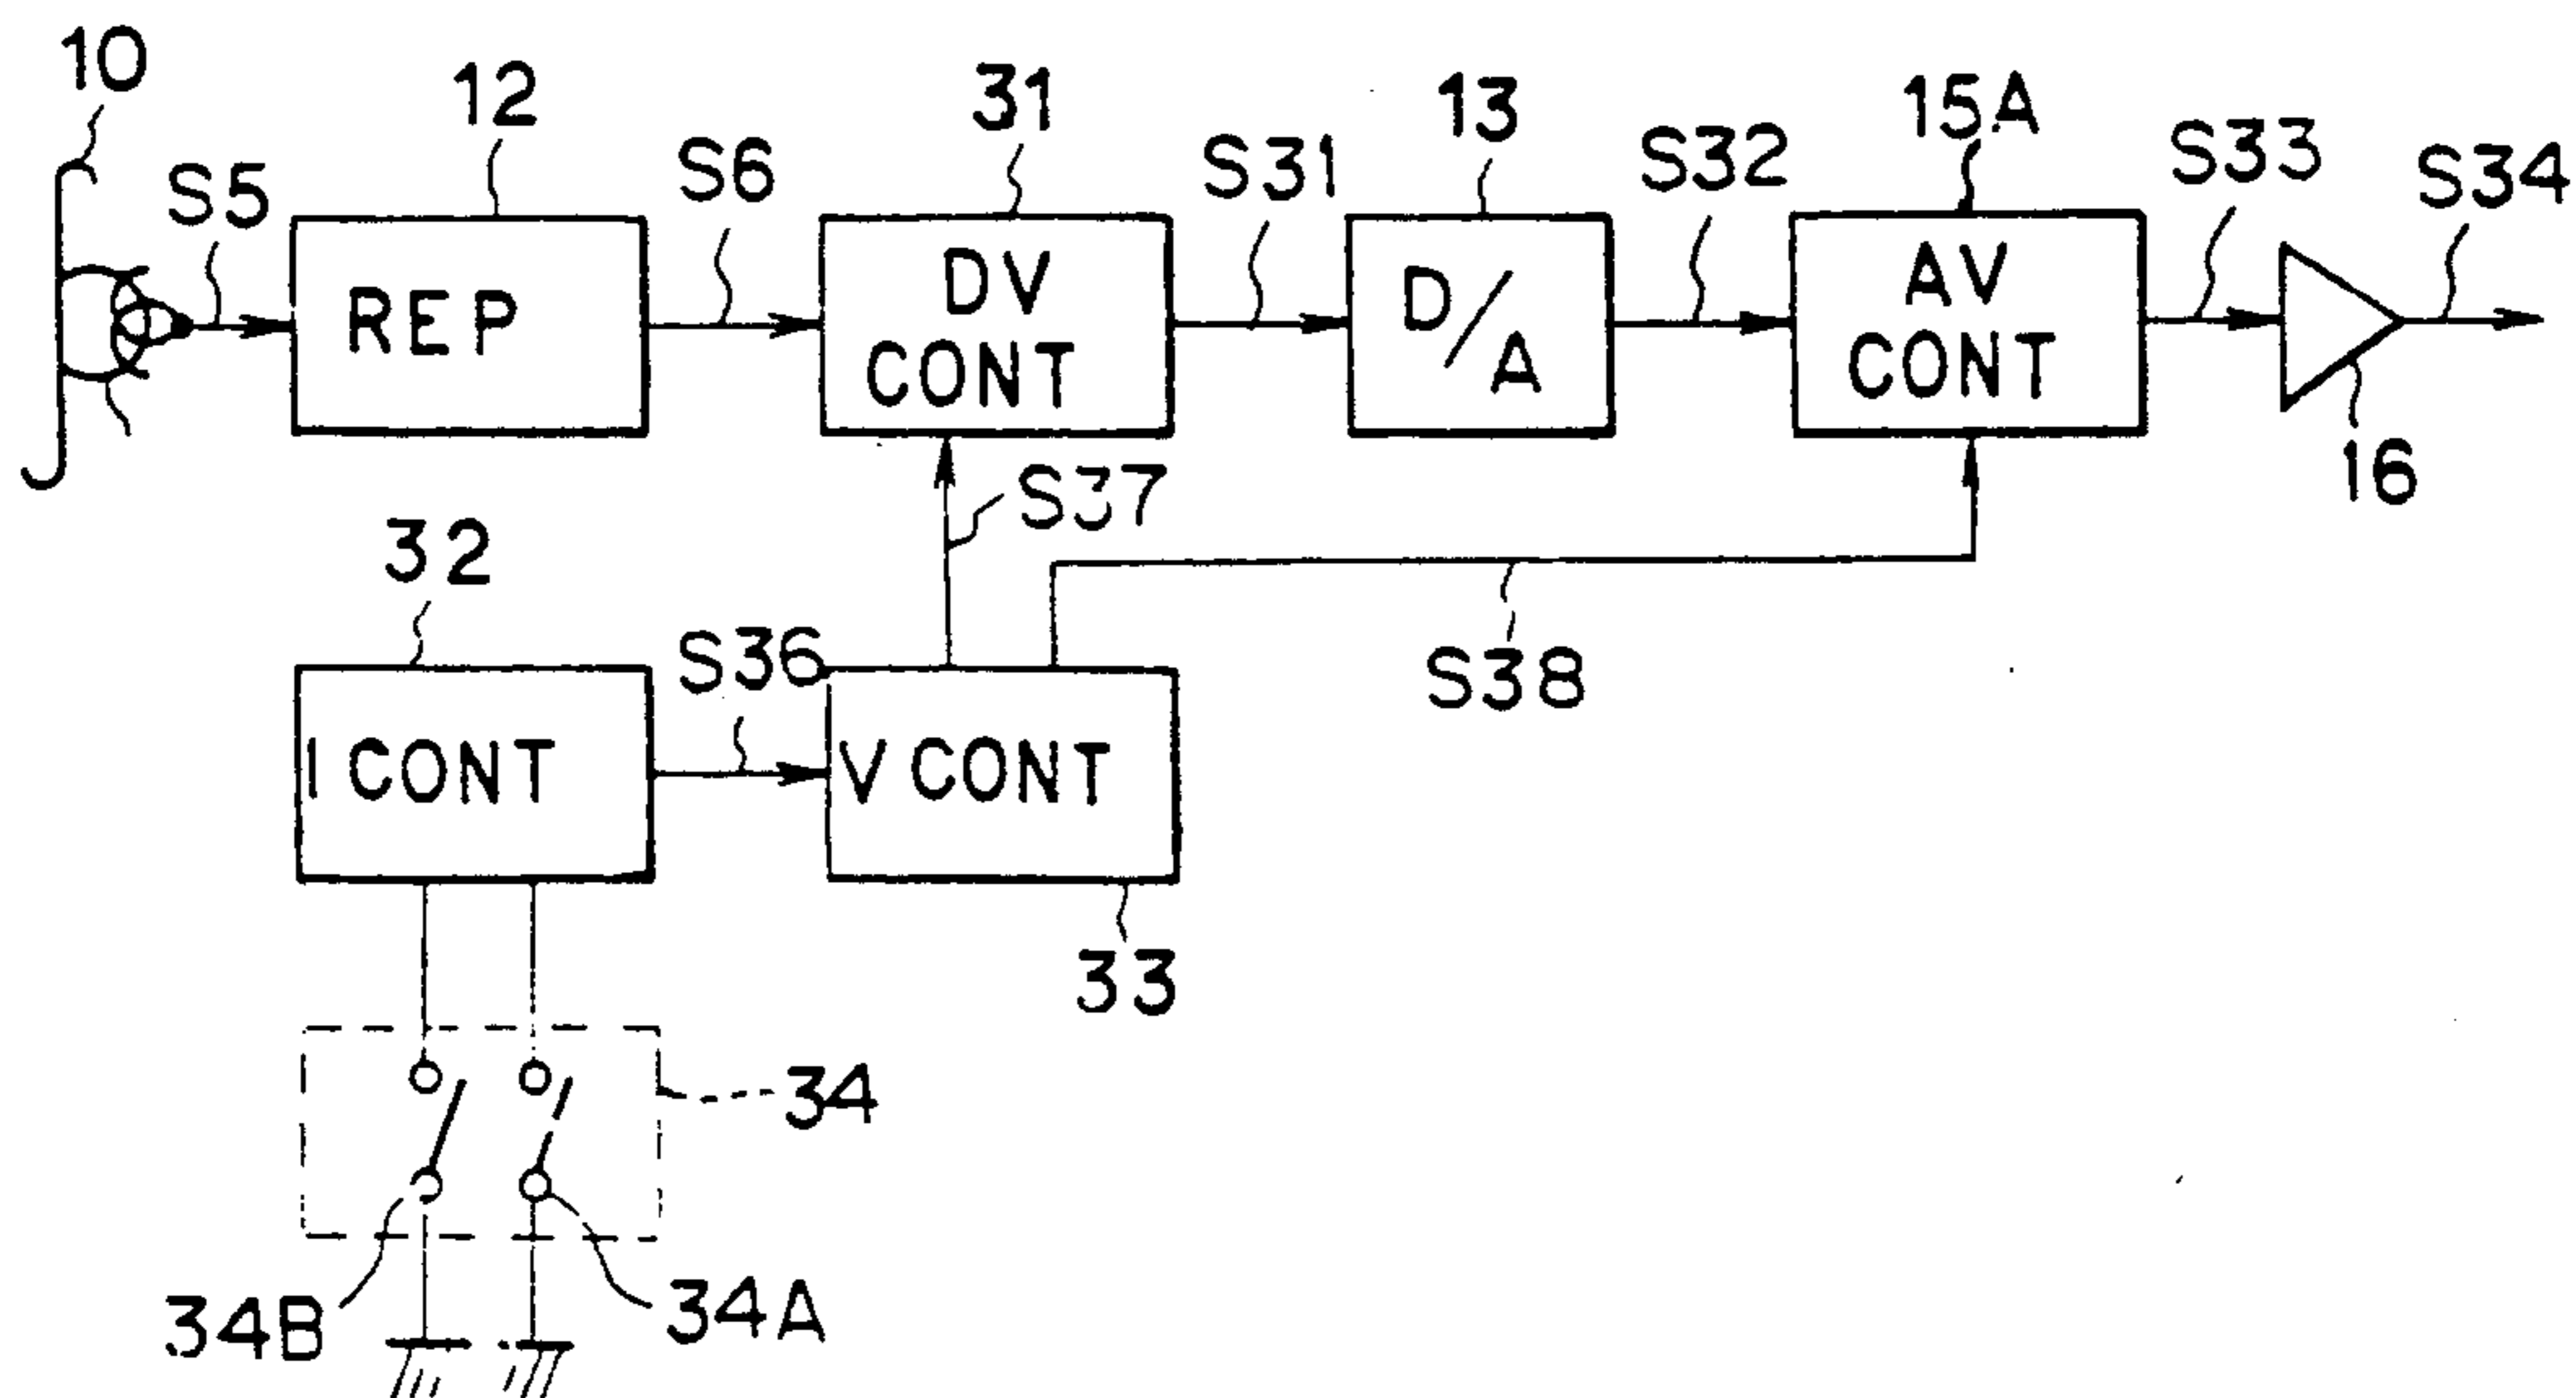 10
12
31
13
15A
S5
S6
S31
S32
S33
S34
REP
DV
CONT
D/A
AV
CONT
16
S37
32
S36
S38
I CONT
V CONT
33
34
34B
34A